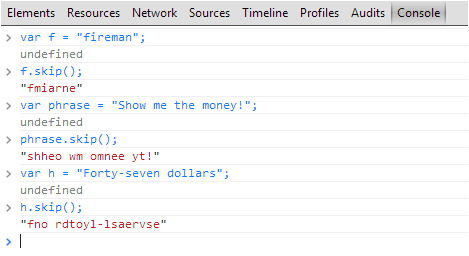 Elements Resources Network Sources Timeline Profiles Audits Console
> var f = "fireman";
undefined
> f.skip();
"fmiarne"
> var phrase = "Show me the money!";
undefined
> phrase.skip();
"shheo wm omnee yt!"
> var h = "Forty-seven dollars";
undefined
> h.skip();
"fno rdtoyl-lsaervse"
>